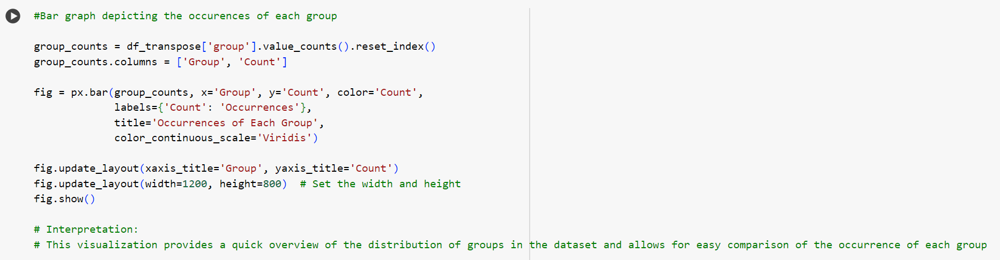 #Bar graph depicting the occurences of each group
group_counts = df_transpose['group'].value_counts().reset_index()
group_counts.columns = ['Group', 'Count']
fig = px.bar(group_counts, x='Group', y='Count', color='Count',
labels={'Count': 'Occurrences'},
title='Occurrences of Each Group',
color_continuous_scale='Viridis')
fig.update_layout(xaxis_title='Group', yaxis_title='Count')
fig.update_layout(width=1200, height=800)  # Set the width and height
fig.show()
# Interpretation:
# This visualization provides a quick overview of the distribution of groups in the dataset and allows for easy comparison of the occurrence of each group